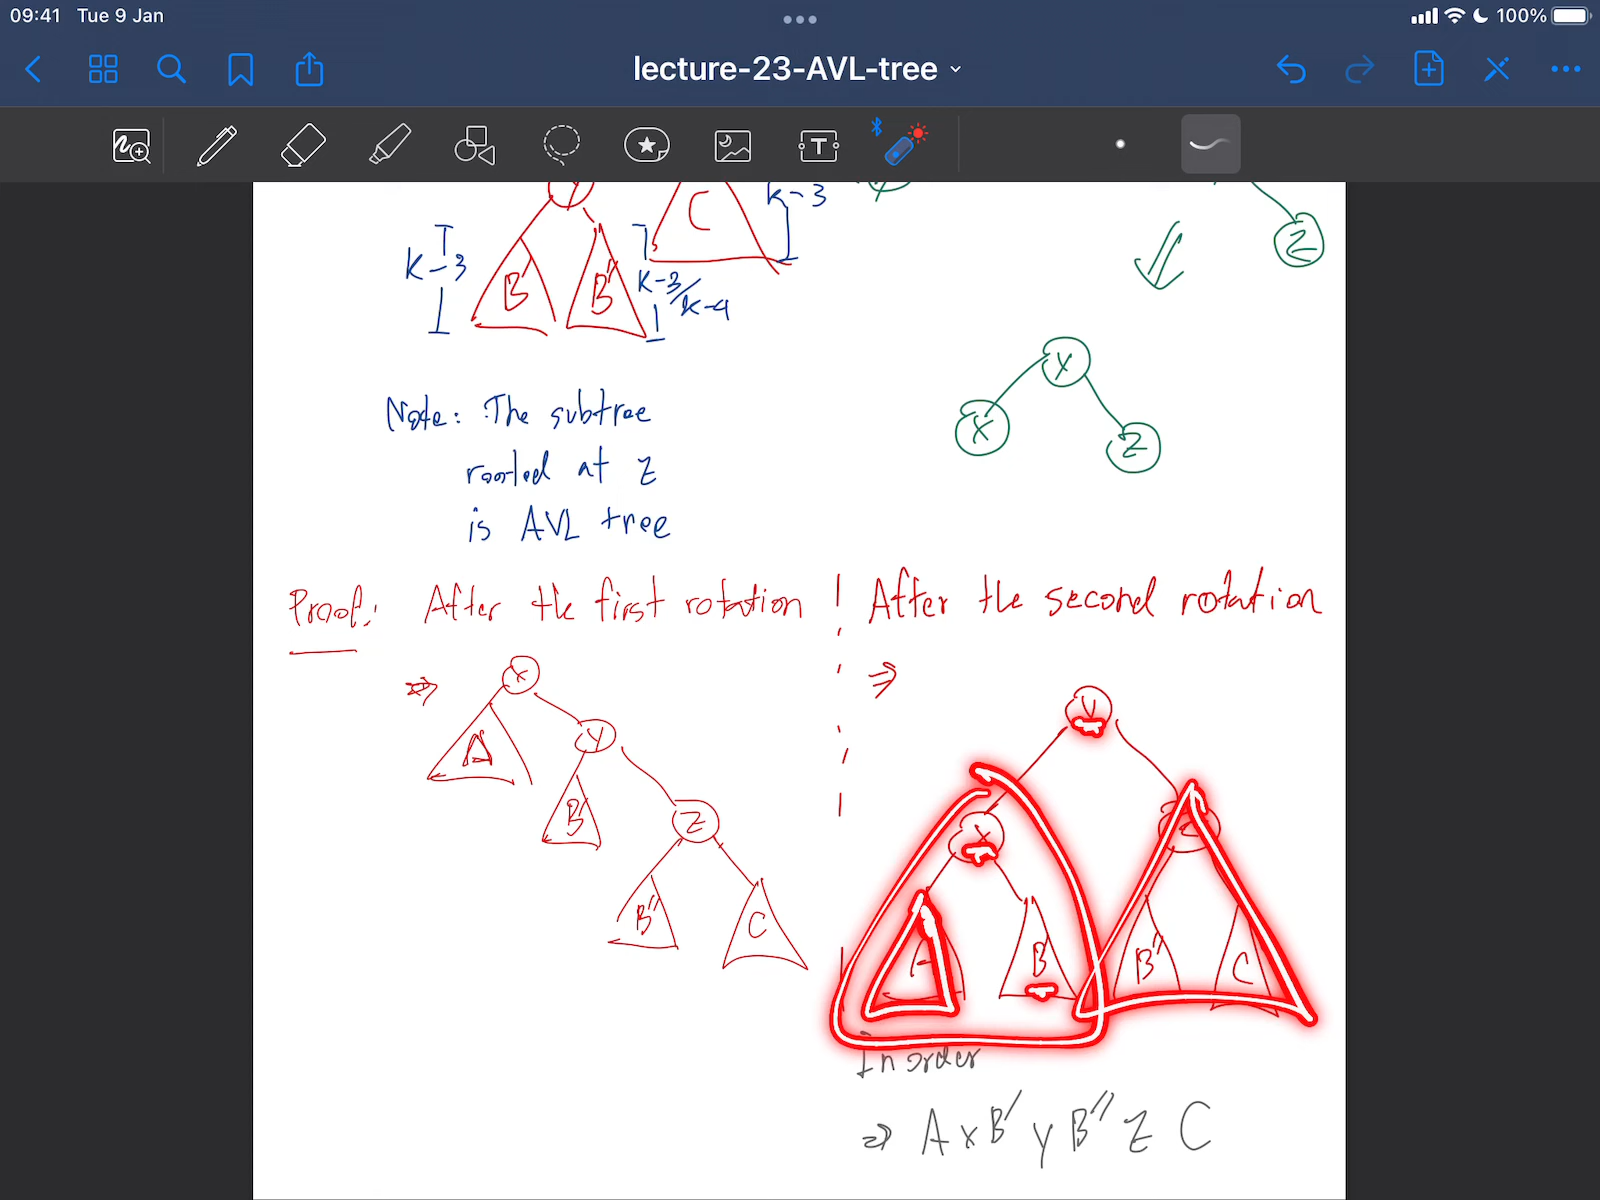 09:41 Tue 9 Jan
100%
lecture-23-AVL-tree
T
Y
C
K-3
K-3
B'
B''
K-3/k-4
Z
Y
X
Z
Note: The subtree
rooted at Z
is AVL tree
Proof: After the first rotation
After the second rotation
⇒
X
A
Y
B'
Z
B''
C
⇒
Y
X
Z
A
B
B''
C
In order
⇒ A x B' y B'' Z C